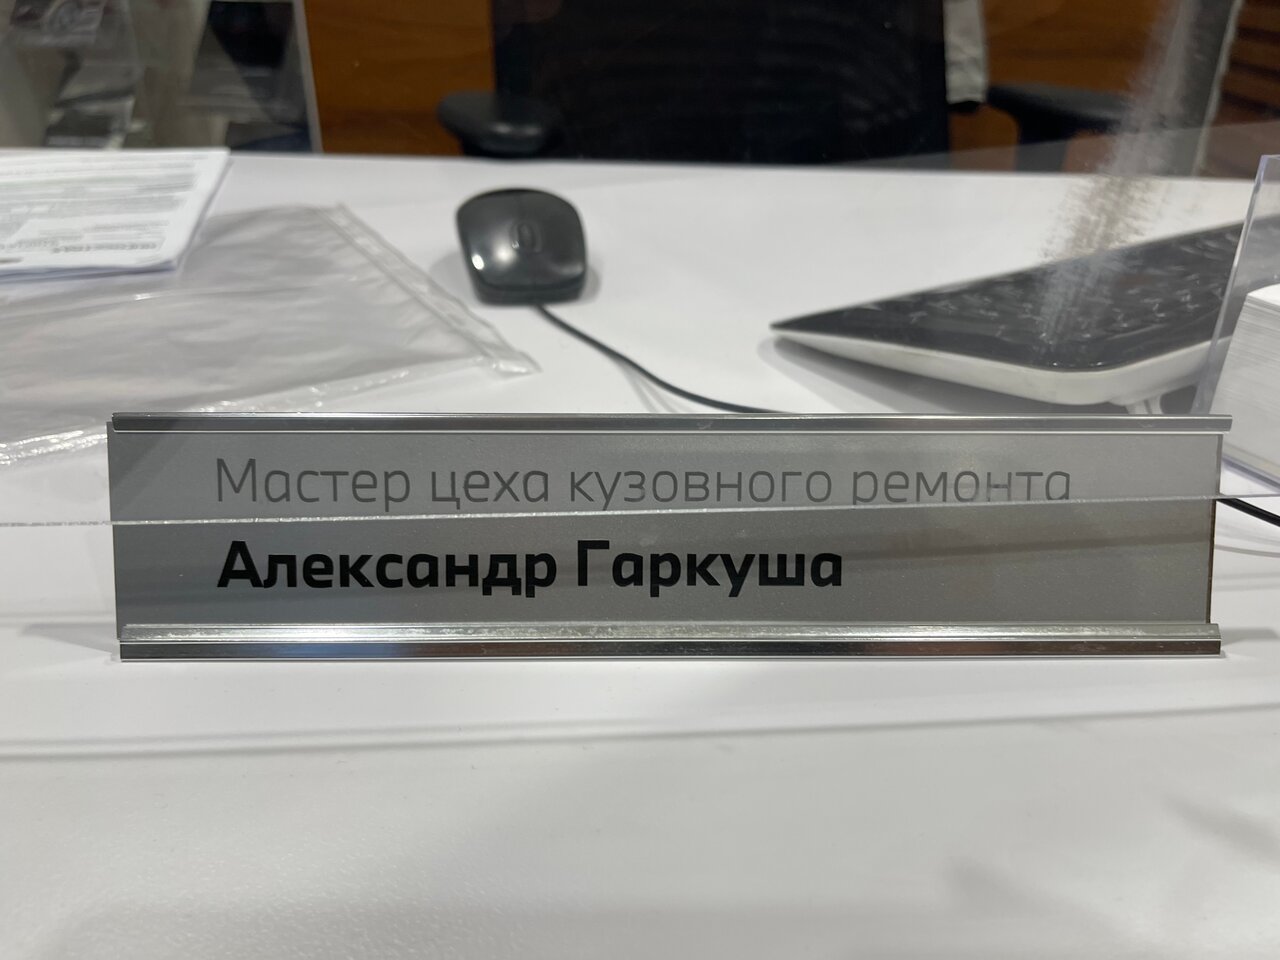 Мастер цеха кузовного ремонта
Александр Гаркуша